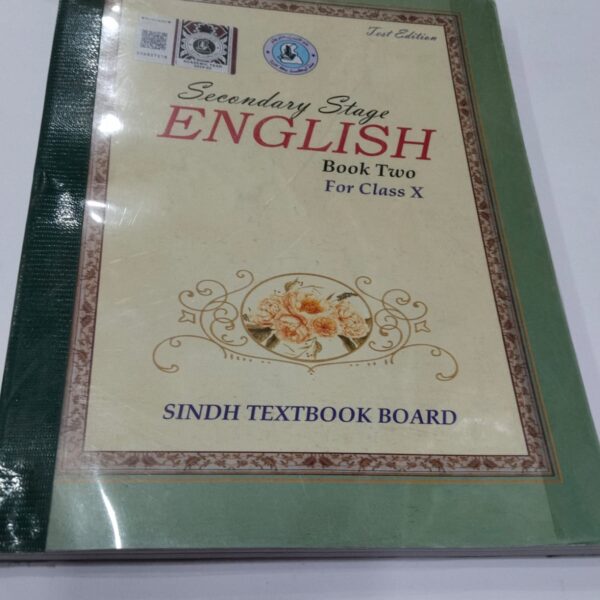 Test Edition
Secondary Stage
ENGLISH
Book Two
For Class X
SINDH TEXTBOOK BOARD